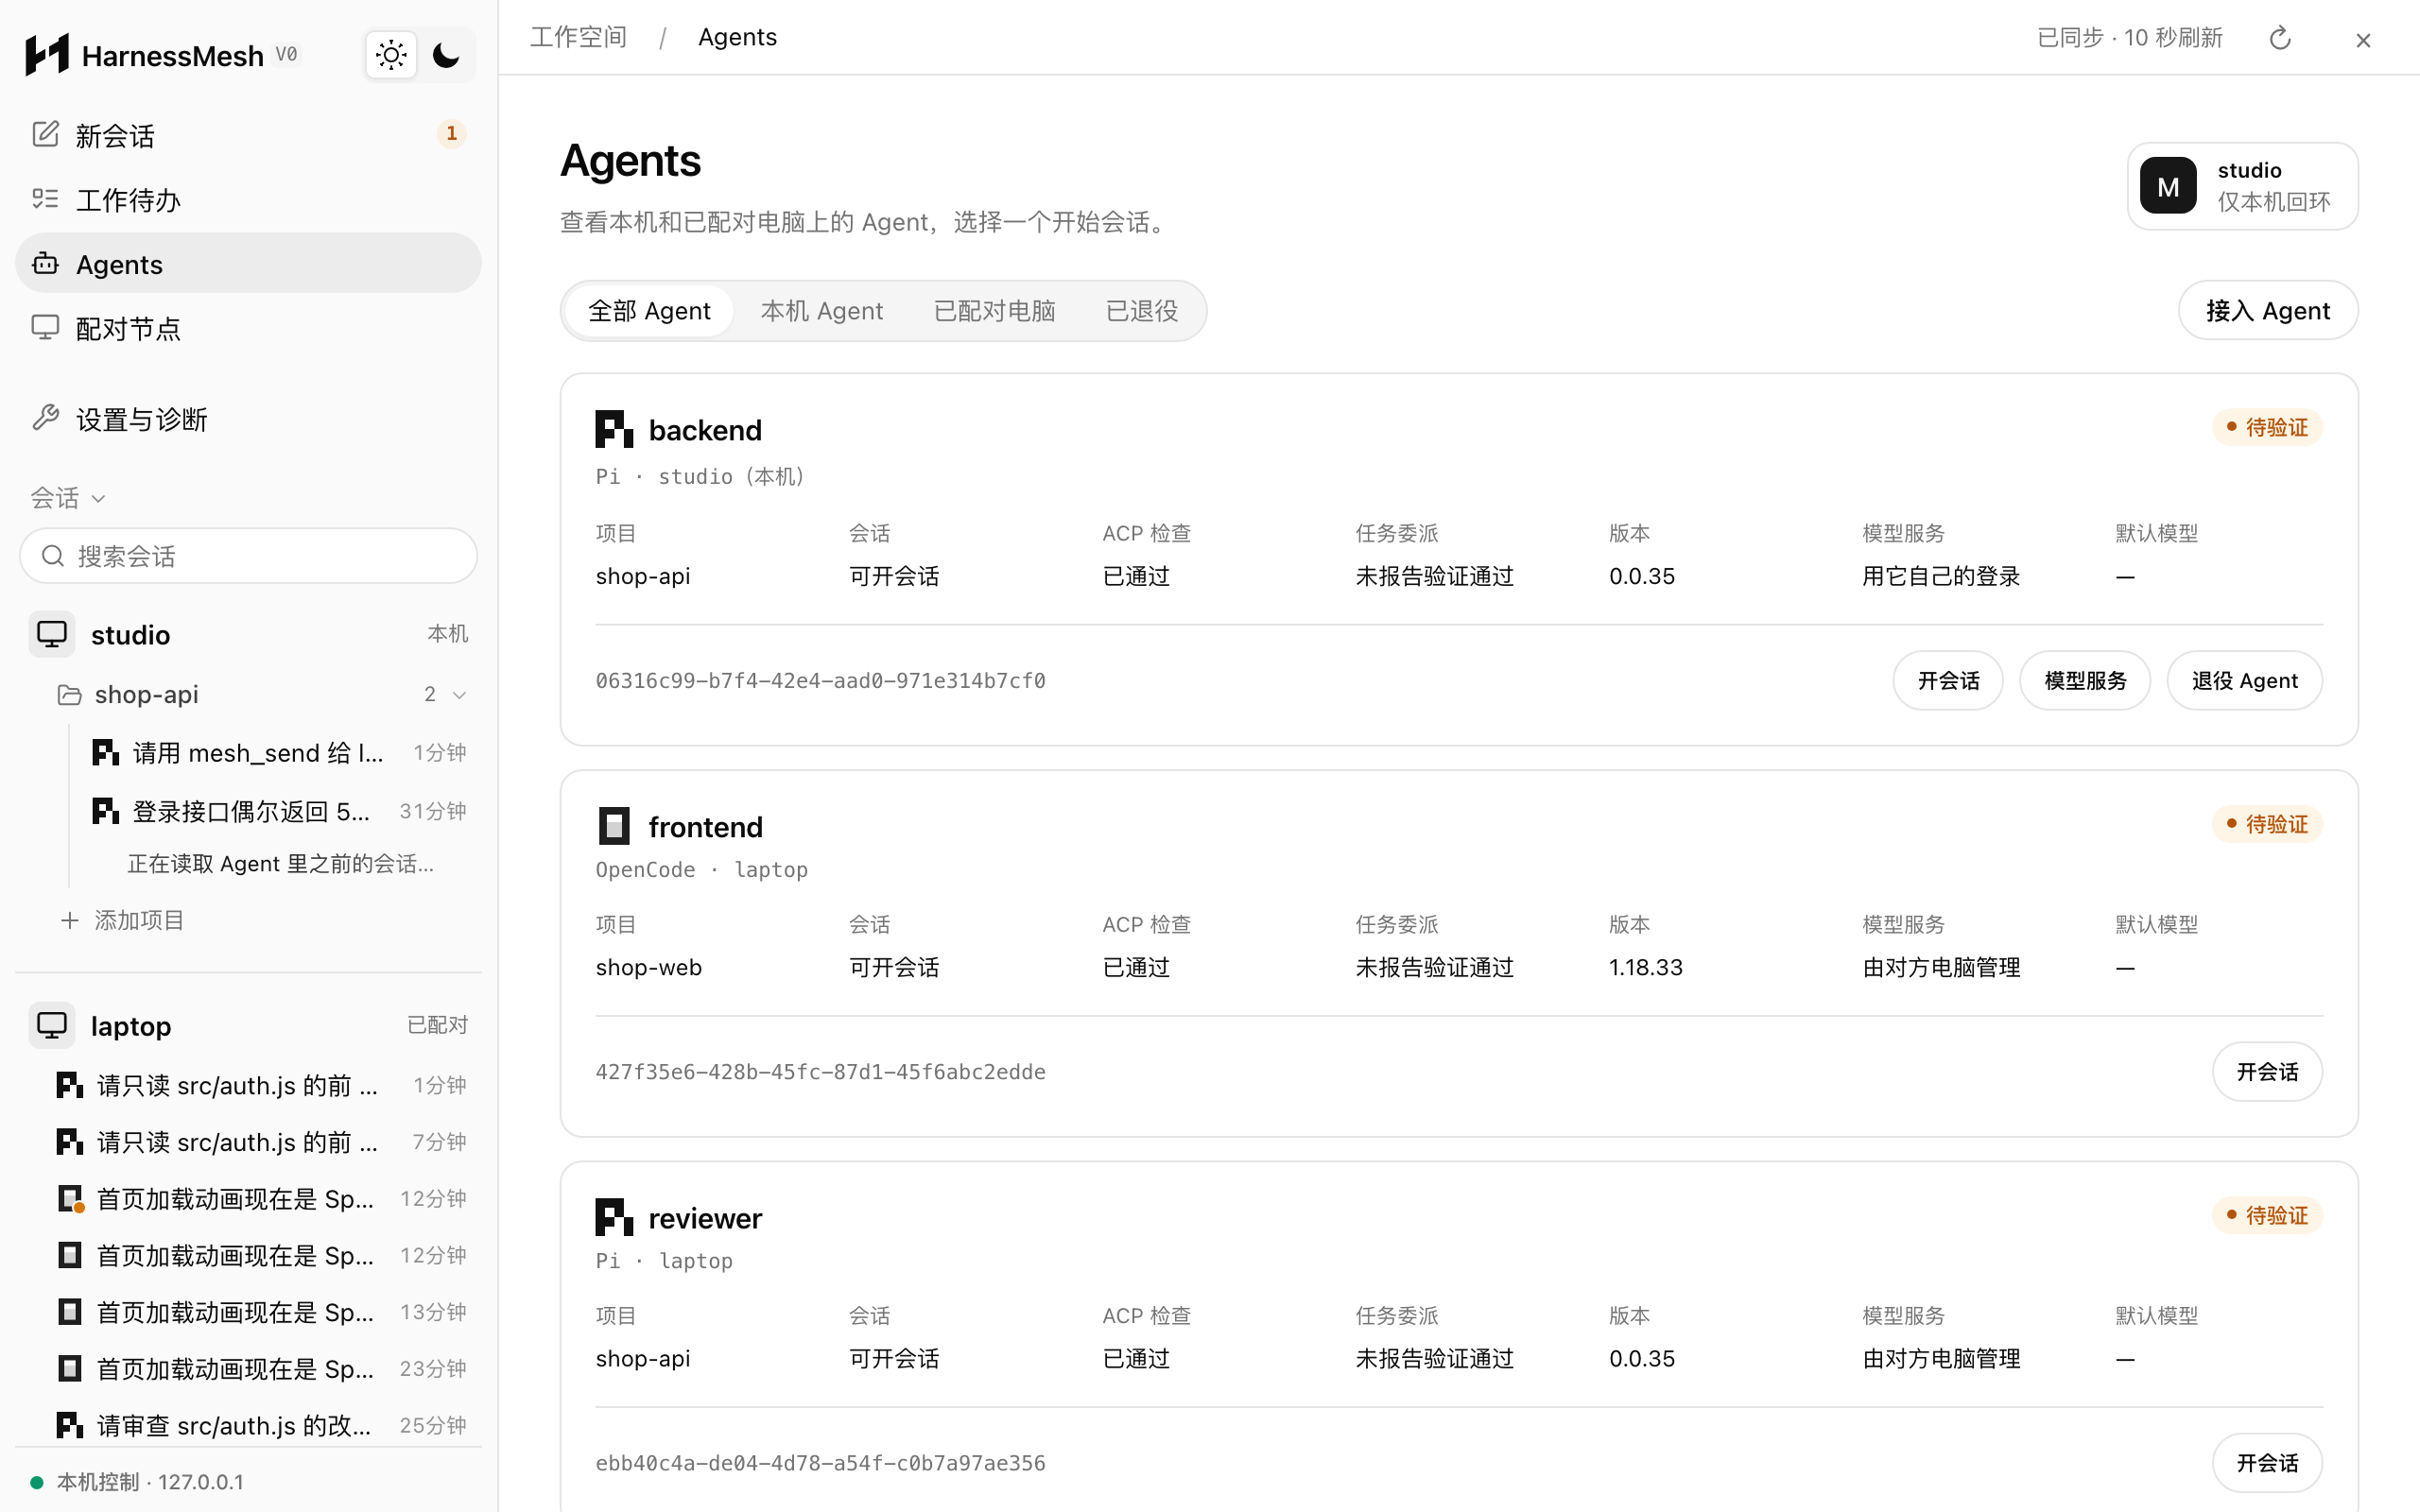 HarnessMesh V0
新会话 1
工作待办
Agents
配对节点
设置与诊断
会话
搜索会话
studio 本机
shop-api 2
请用 mesh_send 给 l... 1分钟
登录接口偶尔返回 5... 31分钟
正在读取 Agent 里之前的会话...
添加项目
laptop 已配对
请只读 src/auth.js 的前 ... 1分钟
请只读 src/auth.js 的前 ... 7分钟
首页加载动画现在是 Sp... 12分钟
首页加载动画现在是 Sp... 12分钟
首页加载动画现在是 Sp... 13分钟
首页加载动画现在是 Sp... 23分钟
请审查 src/auth.js 的改... 25分钟
本机控制 · 127.0.0.1
工作空间 / Agents
已同步 · 10 秒刷新
Agents
查看本机和已配对电脑上的 Agent，选择一个开始会话。
M
studio
仅本机回环
全部 Agent 本机 Agent 已配对电脑 已退役
接入 Agent
backend 待验证
Pi · studio（本机）
项目 会话 ACP 检查 任务委派 版本 模型服务 默认模型
shop-api 可开会话 已通过 未报告验证通过 0.0.35 用它自己的登录 —
06316c99-b7f4-42e4-aad0-971e314b7cf0 开会话 模型服务 退役 Agent
frontend 待验证
OpenCode · laptop
项目 会话 ACP 检查 任务委派 版本 模型服务 默认模型
shop-web 可开会话 已通过 未报告验证通过 1.18.33 由对方电脑管理 —
427f35e6-428b-45fc-87d1-45f6abc2edde 开会话
reviewer 待验证
Pi · laptop
项目 会话 ACP 检查 任务委派 版本 模型服务 默认模型
shop-api 可开会话 已通过 未报告验证通过 0.0.35 由对方电脑管理 —
ebb40c4a-de04-4d78-a54f-c0b7a97ae356 开会话